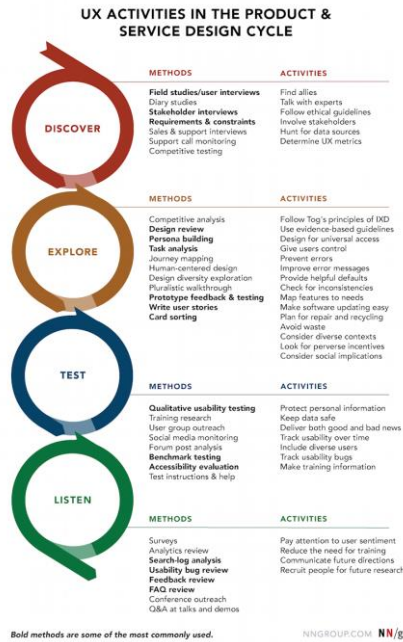 UX ACTIVITIES IN THE PRODUCT &
SERVICE DESIGN CYCLE
DISCOVER
METHODS
Field studies/user interviews
Diary studies
Stakeholder interviews
Requirements & constraints
Sales & support interviews
Support call monitoring
Competitive testing
ACTIVITIES
Find allies
Talk with experts
Follow ethical guidelines
Involve stakeholders
Hunt for data sources
Determine UX metrics
EXPLORE
METHODS
Competitive analysis
Design review
Persona building
Task analysis
Journey mapping
Human-centered design
Design diversity exploration
Pluralistic walkthrough
Prototype feedback & testing
Write user stories
Card sorting
ACTIVITIES
Follow Tog's principles of IXD
Use evidence-based guidelines
Design for universal access
Give users control
Prevent errors
Improve error messages
Provide helpful defaults
Check for inconsistencies
Map features to needs
Make software updating easy
Plan for repair and recycling
Avoid waste
Consider diverse contexts
Look for perverse incentives
Consider social implications
TEST
METHODS
Qualitative usability testing
Training research
User group outreach
Social media monitoring
Forum post analysis
Benchmark testing
Accessibility evaluation
Test instructions & help
ACTIVITIES
Protect personal information
Keep data safe
Deliver both good and bad news
Track usability over time
Include diverse users
Track usability bugs
Make training information
LISTEN
METHODS
Surveys
Analytics review
Search-log analysis
Usability bug review
Feedback review
FAQ review
Conference outreach
Q&A at talks and demos
ACTIVITIES
Pay attention to user sentiment
Reduce the need for training
Communicate future directions
Recruit people for future research
Bold methods are some of the most commonly used.
NNGROUP.COM NN/g